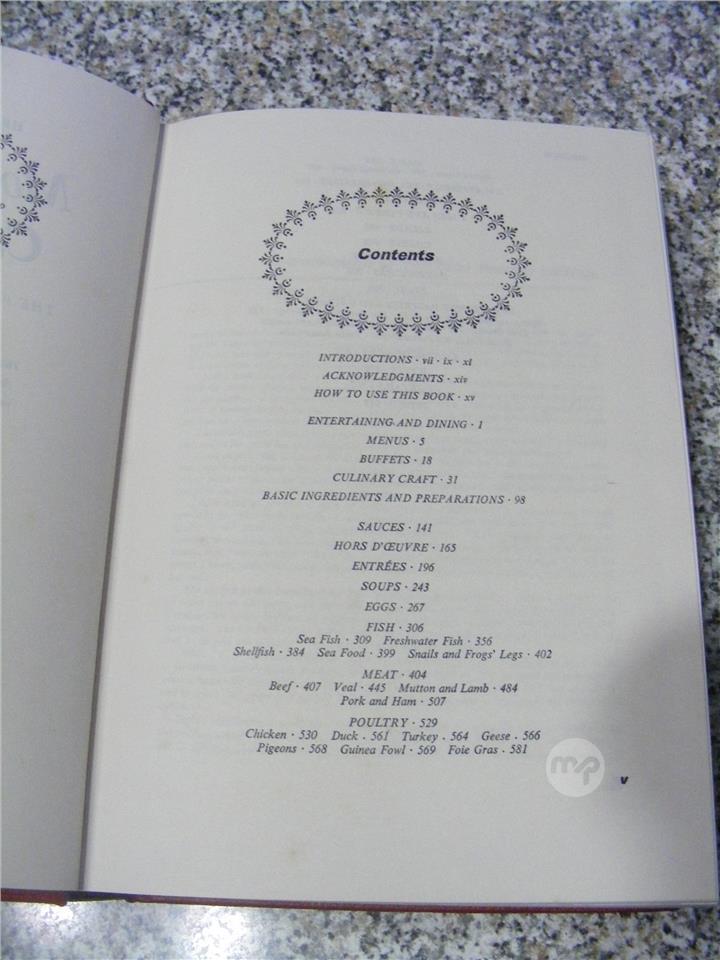 Contents
INTRODUCTIONS · vii · ix · xi
ACKNOWLEDGMENTS · xiv
HOW TO USE THIS BOOK · xv
ENTERTAINING AND DINING · 1
MENUS · 5
BUFFETS · 18
CULINARY CRAFT · 31
BASIC INGREDIENTS AND PREPARATIONS · 98
SAUCES · 141
HORS D'ŒUVRE · 165
ENTRÉES · 196
SOUPS · 243
EGGS · 267
FISH · 306
Sea Fish · 309 Freshwater Fish · 356
Shellfish · 384 Sea Food · 399 Snails and Frogs' Legs · 402
MEAT · 404
Beef · 407 Veal · 445 Mutton and Lamb · 484
Pork and Ham · 507
POULTRY · 529
Chicken · 530 Duck · 561 Turkey · 564 Geese · 566
Pigeons · 568 Guinea Fowl · 569 Foie Gras · 581
mp
v